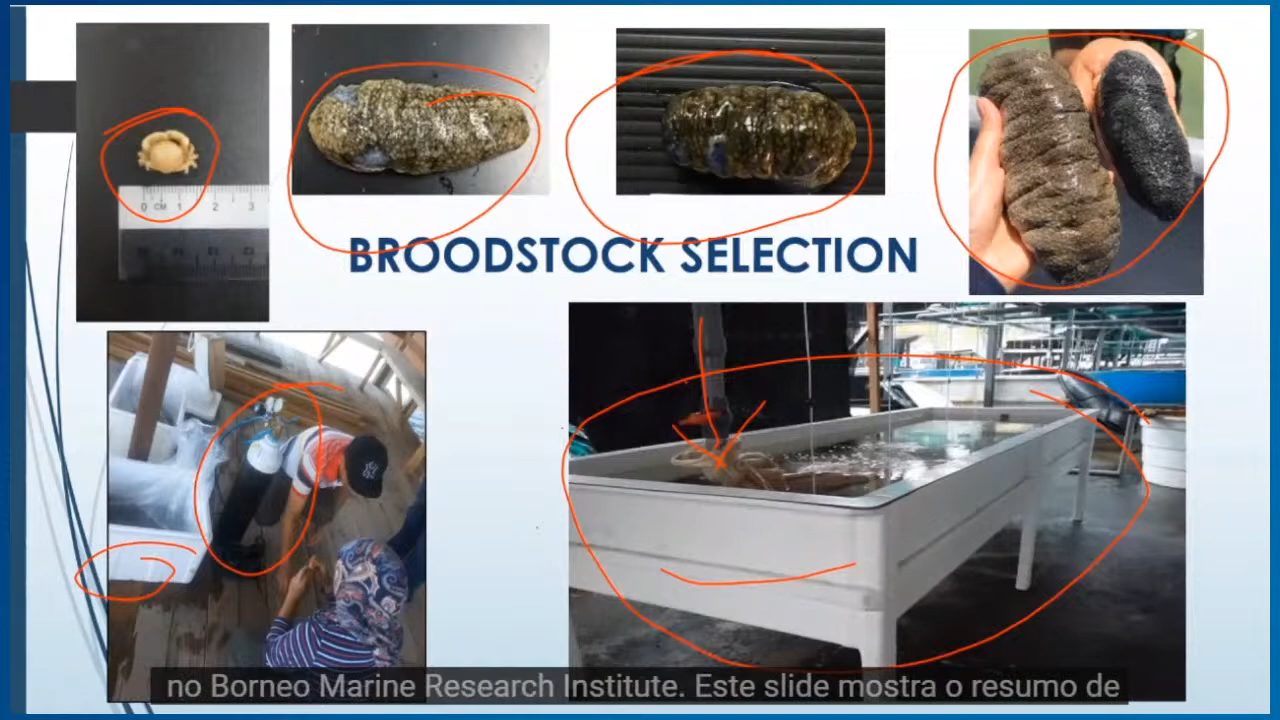 0 CM 1 2 3
BROODSTOCK SELECTION
no Borneo Marine Research Institute. Este slide mostra o resumo de